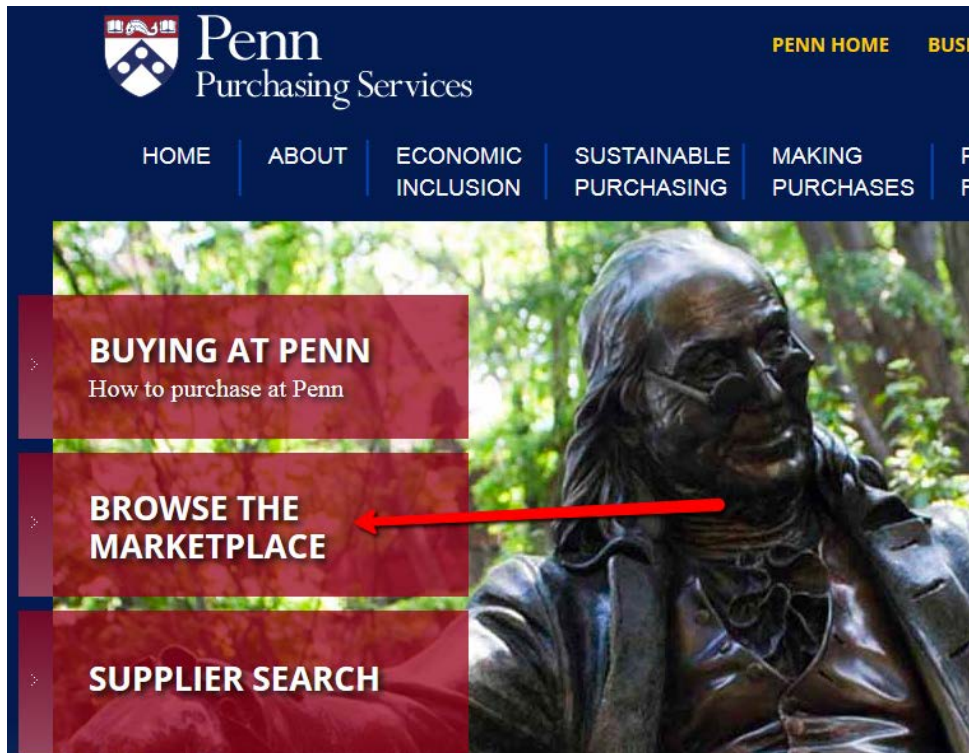 Penn
Purchasing Services
PENN HOME BUSI
HOME ABOUT ECONOMIC INCLUSION SUSTAINABLE PURCHASING MAKING PURCHASES
BUYING AT PENN
How to purchase at Penn
BROWSE THE
MARKETPLACE
SUPPLIER SEARCH